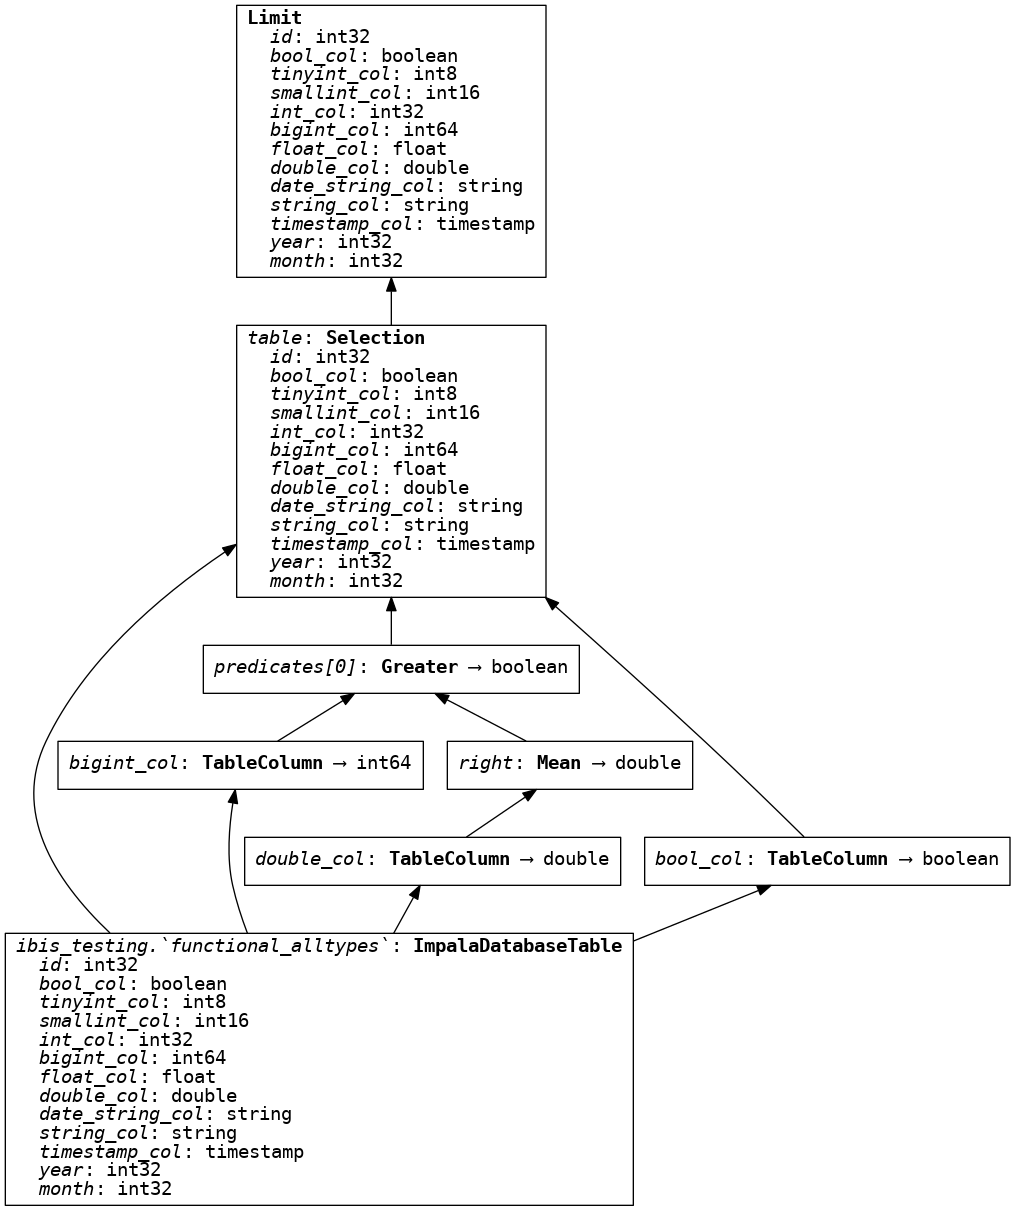 Limit
id: int32
bool_col: boolean
tinyint_col: int8
smallint_col: int16
int_col: int32
bigint_col: int64
float_col: float
double_col: double
date_string_col: string
string_col: string
timestamp_col: timestamp
year: int32
month: int32
table: Selection
id: int32
bool_col: boolean
tinyint_col: int8
smallint_col: int16
int_col: int32
bigint_col: int64
float_col: float
double_col: double
date_string_col: string
string_col: string
timestamp_col: timestamp
year: int32
month: int32
predicates[0]: Greater → boolean
bigint_col: TableColumn → int64
right: Mean → double
double_col: TableColumn → double
bool_col: TableColumn → boolean
ibis_testing.`functional_alltypes`: ImpalaDatabaseTable
id: int32
bool_col: boolean
tinyint_col: int8
smallint_col: int16
int_col: int32
bigint_col: int64
float_col: float
double_col: double
date_string_col: string
string_col: string
timestamp_col: timestamp
year: int32
month: int32